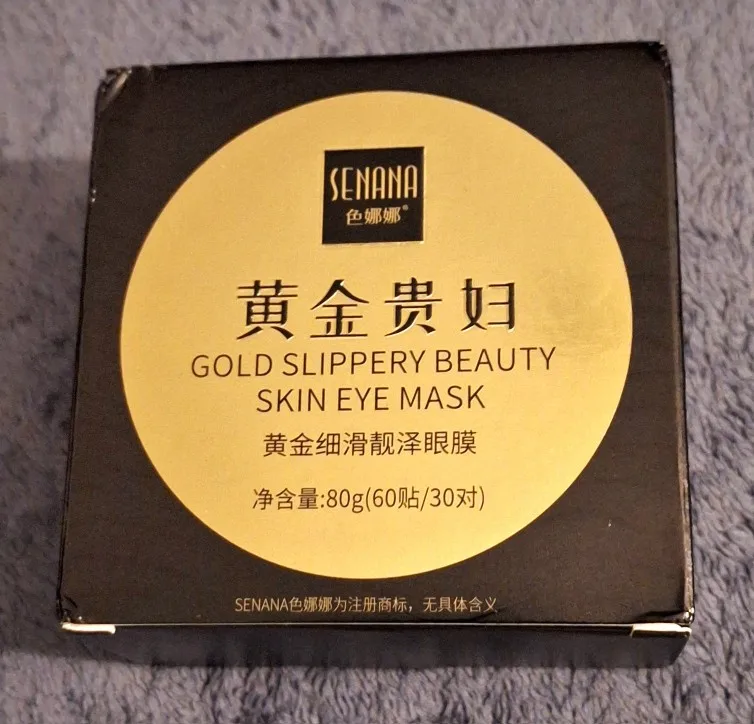 SENANA
色娜娜®
黄金贵妇
GOLD SLIPPERY BEAUTY
SKIN EYE MASK
黄金细滑靓泽眼膜
净含量:80g(60贴/30对)
SENANA色娜娜为注册商标，无具体含义